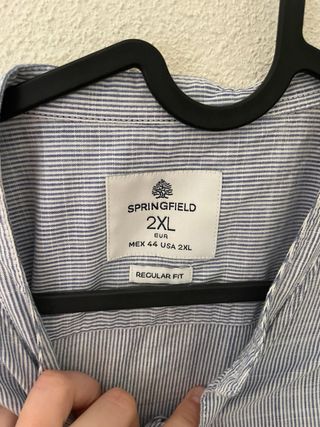 SPRINGFIELD
2XL
EUR
MEX 44 USA 2XL
REGULAR FIT